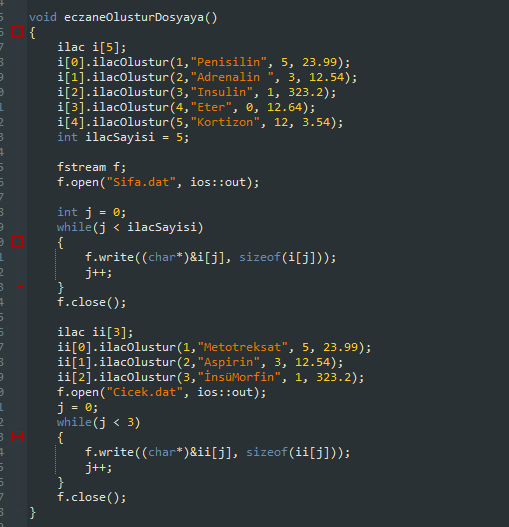 void eczaneOlusturDosyaya()
{
ilac i[5];
i[0].ilacOlustur(1,"Penisilin", 5, 23.99);
i[1].ilacOlustur(2,"Adrenalin ", 3, 12.54);
i[2].ilacOlustur(3,"Insulin", 1, 323.2);
i[3].ilacOlustur(4,"Eter", 0, 12.64);
i[4].ilacOlustur(5,"Kortizon", 12, 3.54);
int ilacSayisi = 5;
fstream f;
f.open("Sifa.dat", ios::out);
int j = 0;
while(j < ilacSayisi)
{
f.write((char*)&i[j], sizeof(i[j]));
j++;
}
f.close();
ilac ii[3];
ii[0].ilacOlustur(1,"Metotreksat", 5, 23.99);
ii[1].ilacOlustur(2,"Aspirin", 3, 12.54);
ii[2].ilacOlustur(3,"İnsüMorfin", 1, 323.2);
f.open("Cicek.dat", ios::out);
j = 0;
while(j < 3)
{
f.write((char*)&ii[j], sizeof(ii[j]));
j++;
}
f.close();
}